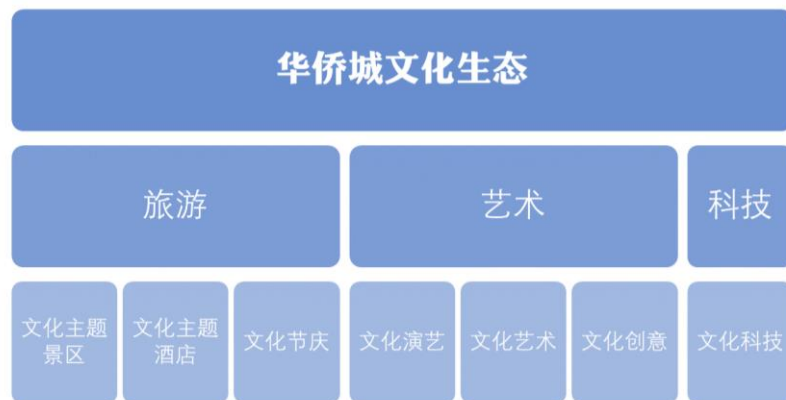 华侨城文化生态
旅游
艺术
科技
文化主题
景区
文化主题
酒店
文化节庆
文化演艺
文化艺术
文化创意
文化科技